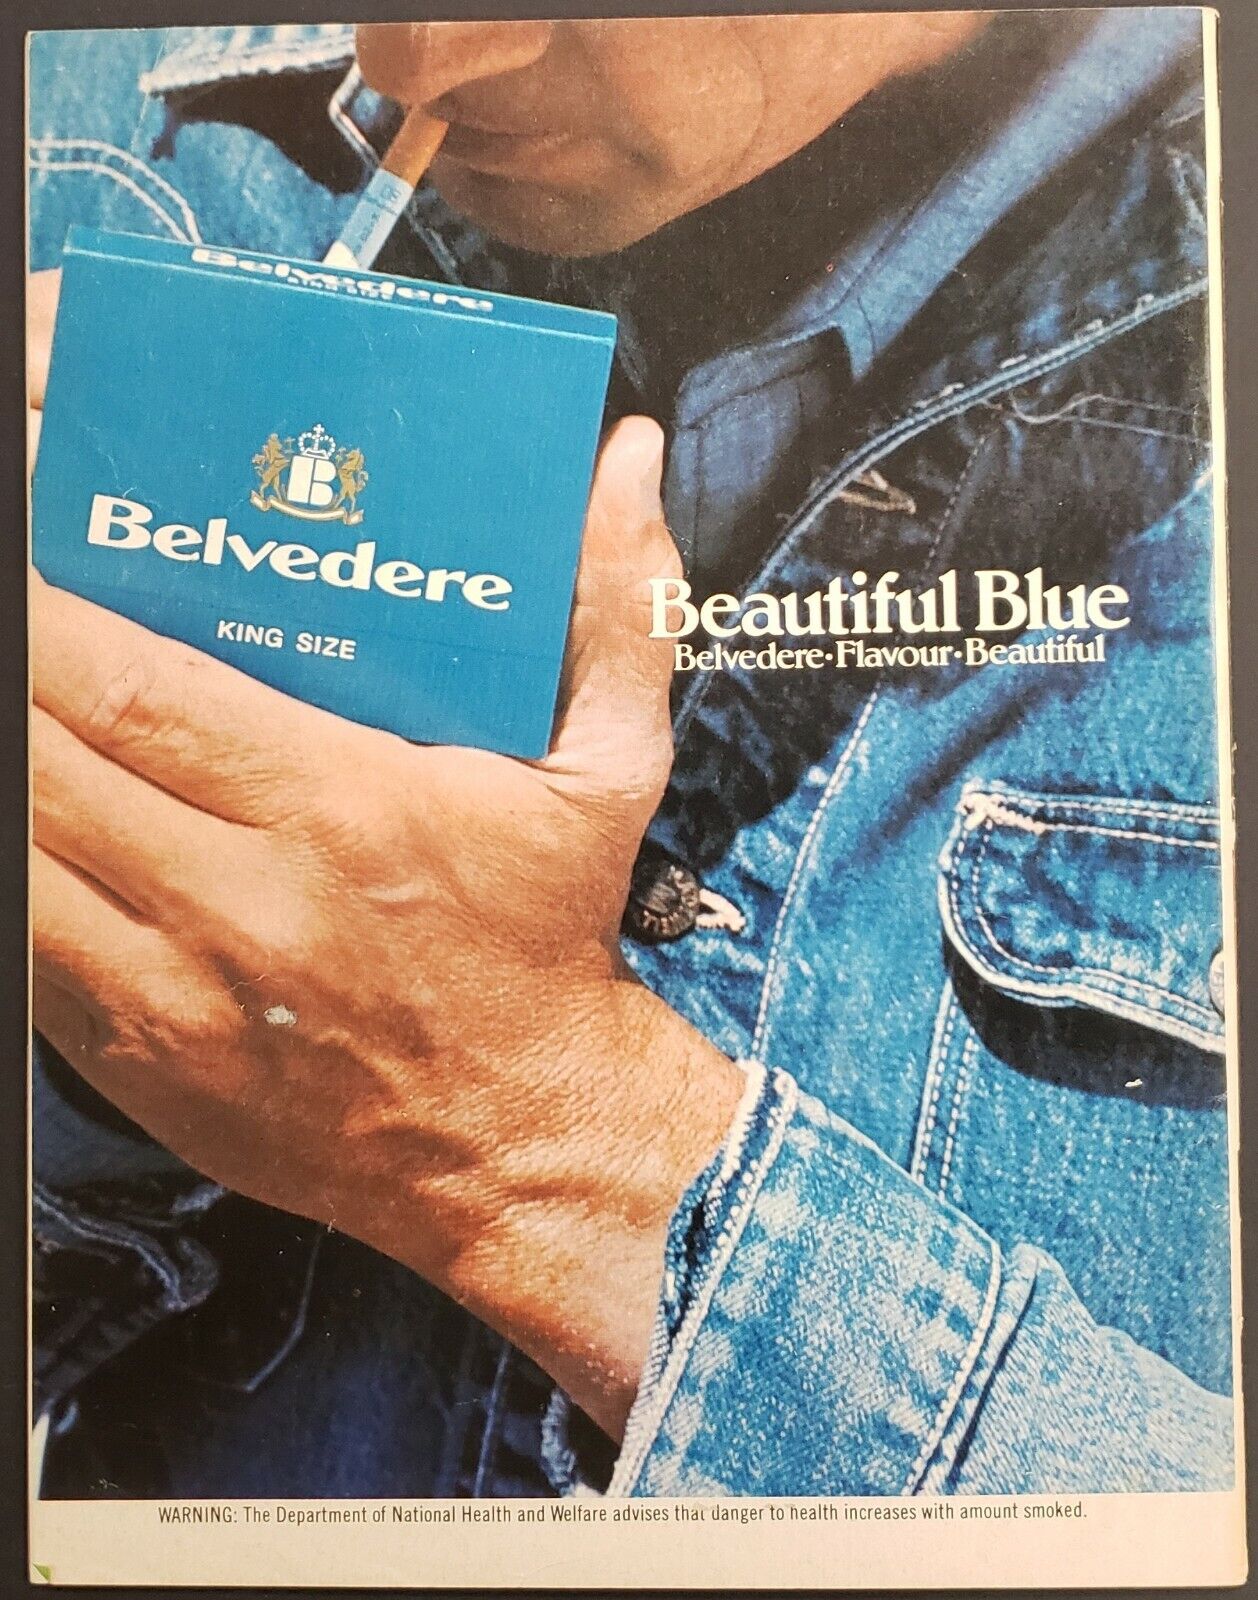 Belvedere
KING SIZE
B
Belvedere
KING SIZE
Beautiful Blue
Belvedere·Flavour·Beautiful
WARNING: The Department of National Health and Welfare advises that danger to health increases with amount smoked.